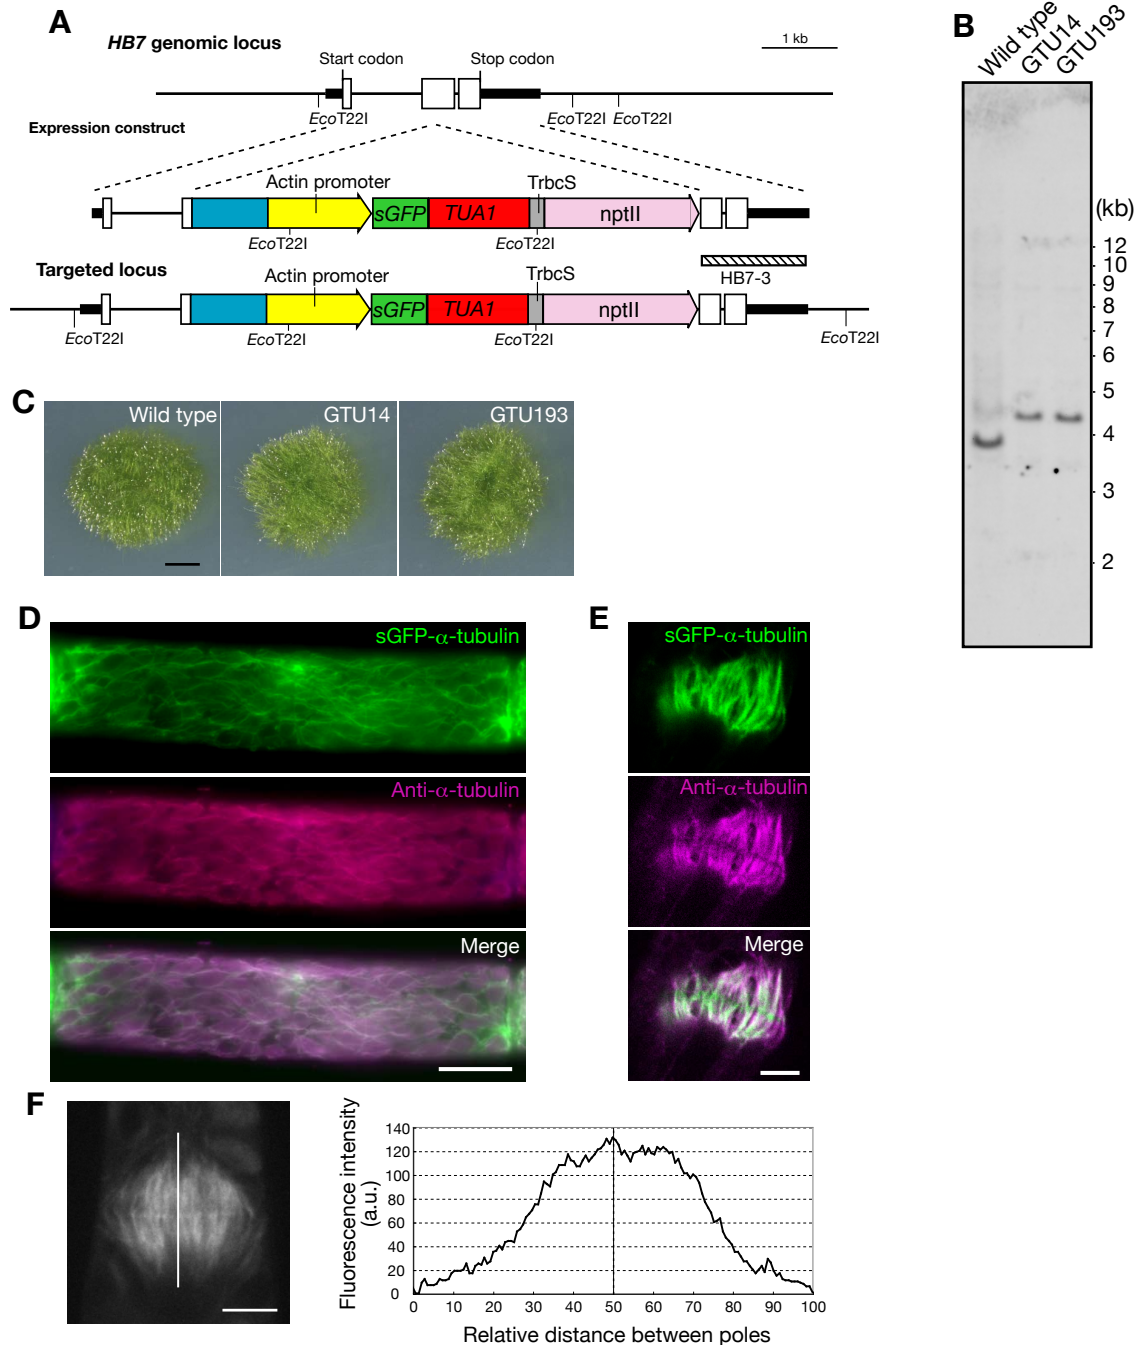 A
HB7 genomic locus
1 kb
Start codon
Stop codon
EcoT22I
EcoT22I
EcoT22I
Expression construct
Actin promoter
TrbcS
sGFP
TUA1
nptII
EcoT22I
EcoT22I
HB7-3
Targeted locus
Actin promoter
TrbcS
sGFP
TUA1
nptII
EcoT22I
EcoT22I
EcoT22I
EcoT22I
B
Wild type
GTU14
GTU193
(kb)
12
10
9
8
7
6
5
4
3
2
C
Wild type
GTU14
GTU193
D
sGFP-α-tubulin
Anti-α-tubulin
Merge
E
sGFP-α-tubulin
Anti-α-tubulin
Merge
F
Fluorescence intensity
(a.u.)
140
120
100
80
60
40
20
0
0 10 20 30 40 50 60 70 80 90 100
Relative distance between poles